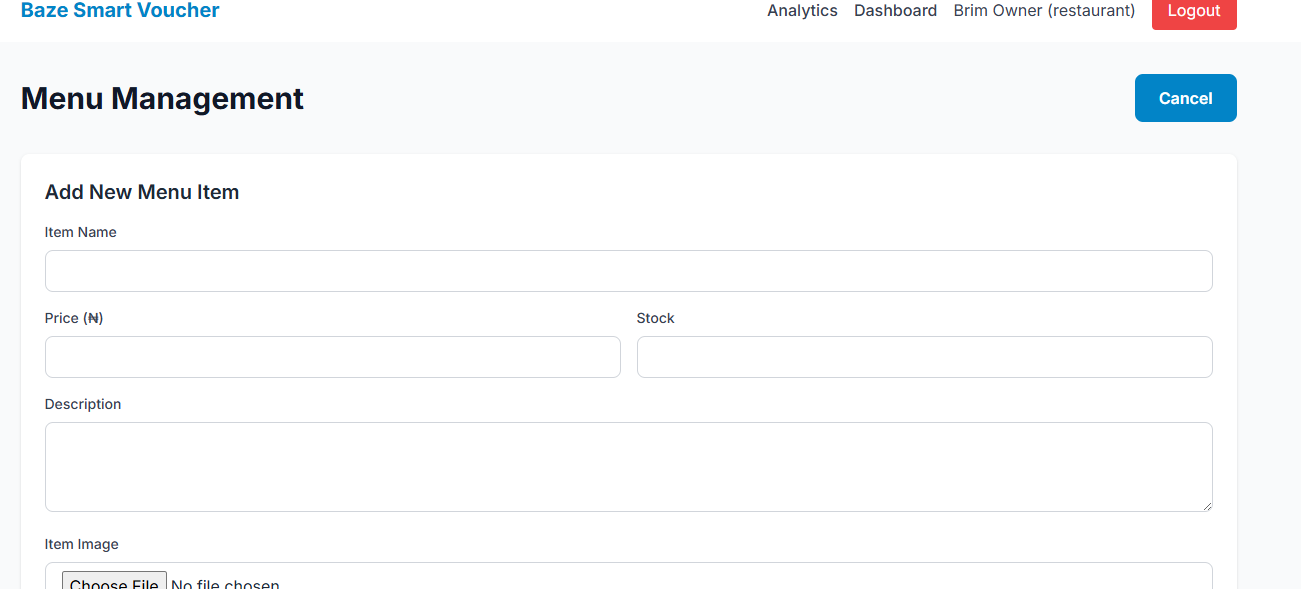 Baze Smart Voucher Analytics Dashboard Brim Owner (restaurant) Logout
Menu Management Cancel
Add New Menu Item
Item Name
Price (₦) Stock
Description
Item Image
Choose File No file chosen